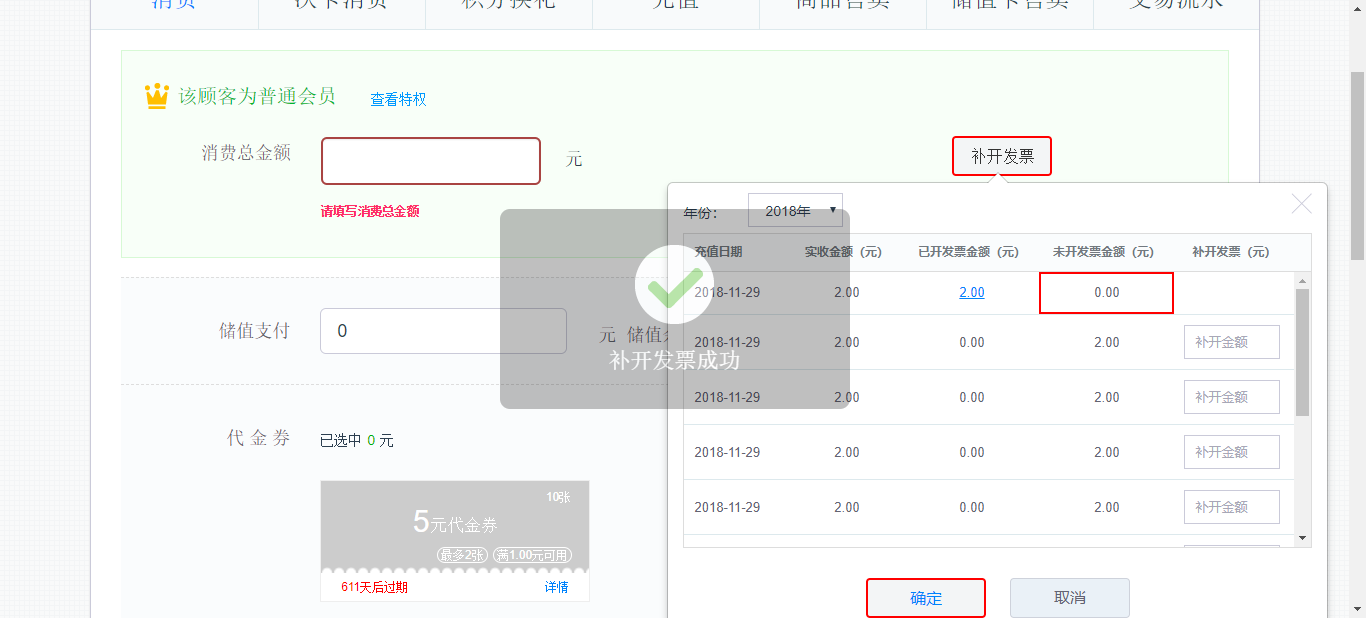 消费 次卡消费 积分换礼 充值 商品售卖 储值卡售卖 交易流水
该顾客为普通会员 查看特权
消费总金额 元 补开发票
请填写消费总金额
年份： 2018年
充值日期 实收金额（元） 已开发票金额（元） 未开发票金额（元） 补开发票（元）
2018-11-29 2.00 2.00 0.00
储值支付 0 元 储值
2018-11-29 2.00 0.00 2.00 补开金额
补开发票成功
2018-11-29 2.00 0.00 2.00 补开金额
代金券 已选中 0 元
2018-11-29 2.00 0.00 2.00 补开金额
10张
5元代金券
2018-11-29 2.00 0.00 2.00 补开金额
最多2张 满1.00元可用
611天后过期 详情
确定 取消